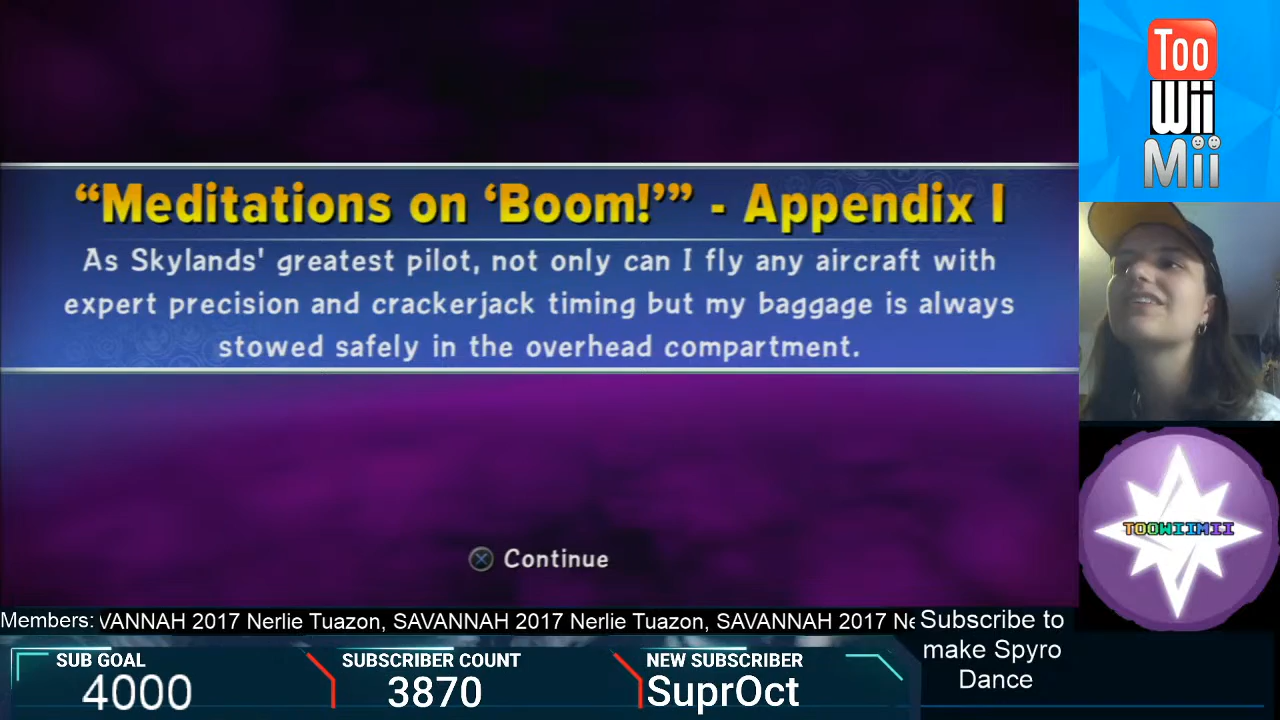 “Meditations on ‘Boom!’” - Appendix I
As Skylands' greatest pilot, not only can I fly any aircraft with
expert precision and crackerjack timing but my baggage is always
stowed safely in the overhead compartment.
Continue
Too
Wii
Mii
TOOWIIMII
Members: VANNAH 2017 Nerlie Tuazon, SAVANNAH 2017 Nerlie Tuazon, SAVANNAH 2017 Ne
Subscribe to
make Spyro
Dance
SUB GOAL
4000
SUBSCRIBER COUNT
3870
NEW SUBSCRIBER
SuprOct